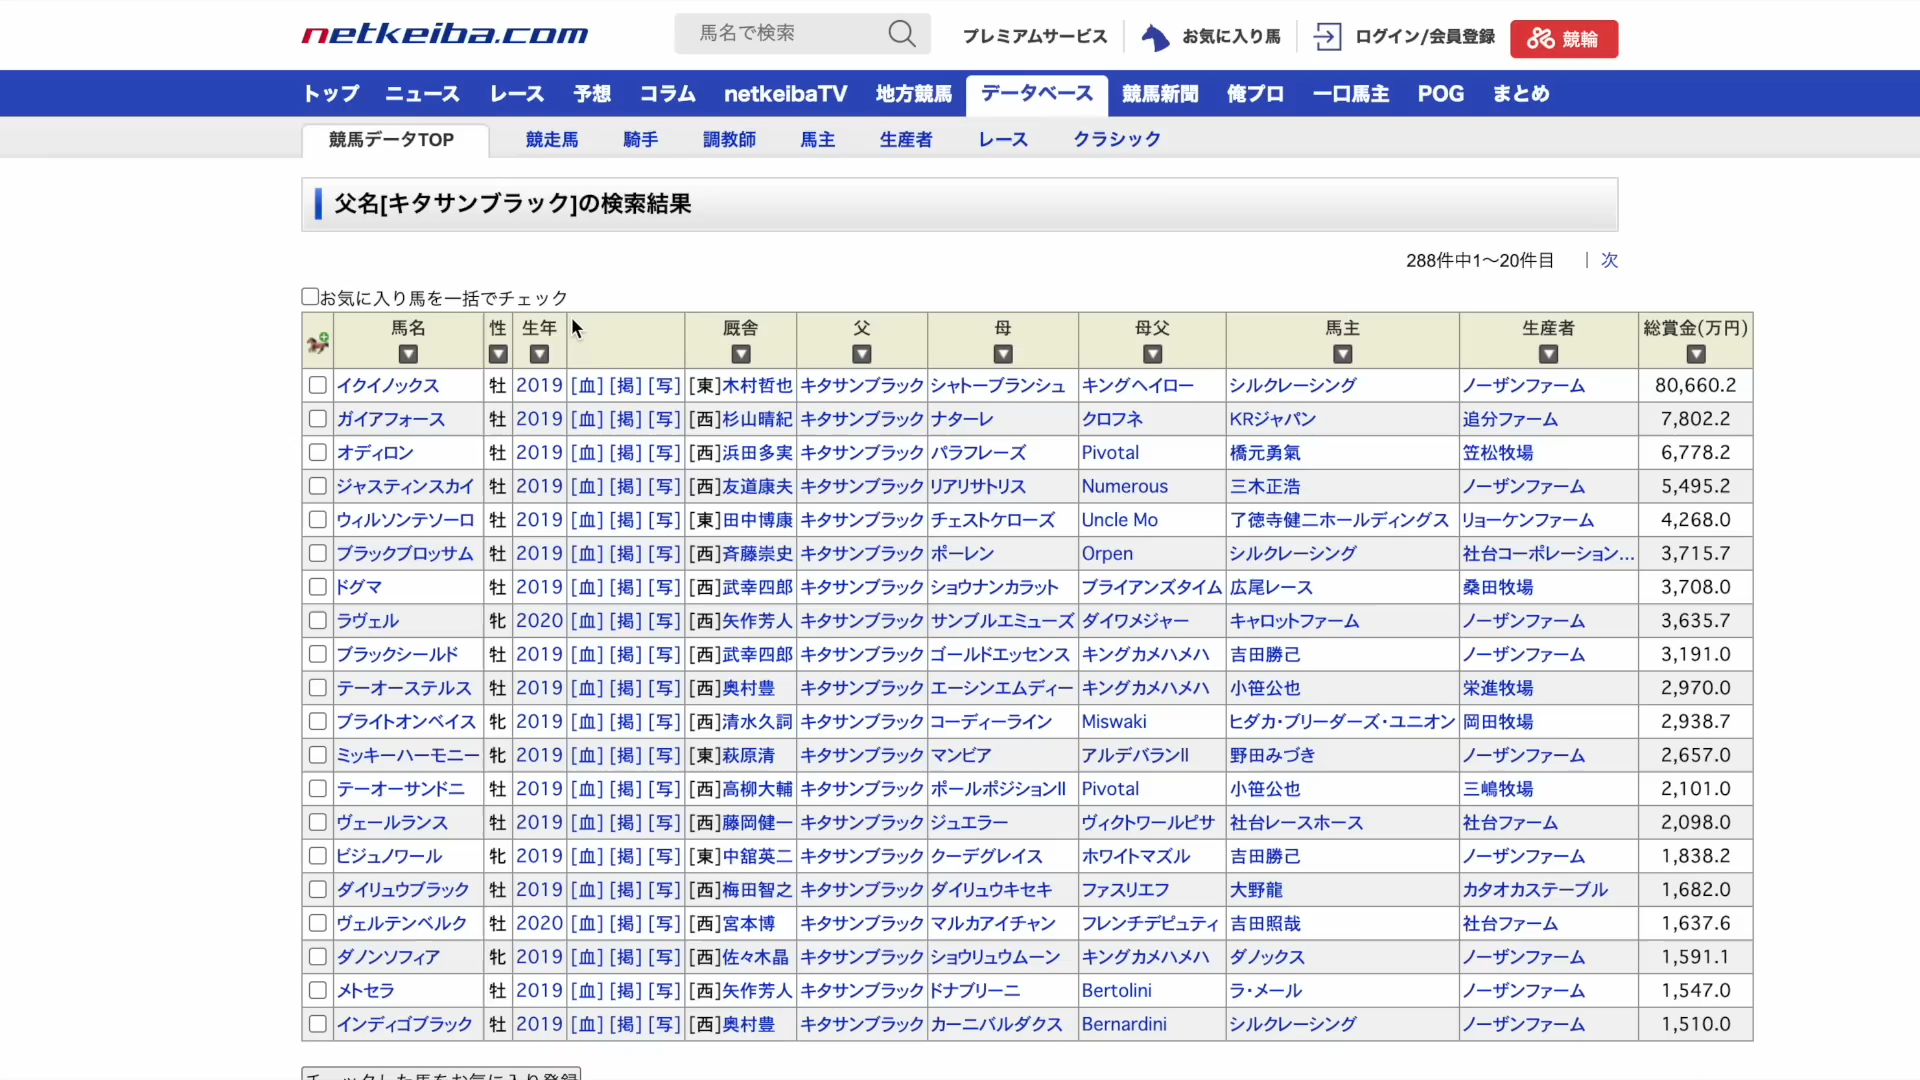 netkeiba.com 馬名で検索 プレミアムサービス お気に入り馬 ログイン/会員登録 競輪
トップ ニュース レース 予想 コラム netkeibaTV 地方競馬 データベース 競馬新聞 俺プロ 一口馬主 POG まとめ
競馬データTOP 競走馬 騎手 調教師 馬主 生産者 レース クラシック
父名[キタサンブラック]の検索結果
288件中1〜20件目 | 次
お気に入り馬を一括でチェック
馬名 性 生年 厩舎 父 母 母父 馬主 生産者 総賞金(万円)
イクイノックス 牡 2019 [血] [掲] [写] [東]木村哲也 キタサンブラック シャトーブランシュ キングヘイロー シルクレーシング ノーザンファーム 80,660.2
ガイアフォース 牡 2019 [血] [掲] [写] [西]杉山晴紀 キタサンブラック ナターレ クロフネ KRジャパン 追分ファーム 7,802.2
オディロン 牡 2019 [血] [掲] [写] [西]浜田多実 キタサンブラック パラフレーズ Pivotal 橋元勇氣 笠松牧場 6,778.2
ジャスティンスカイ 牡 2019 [血] [掲] [写] [西]友道康夫 キタサンブラック リアリサトリス Numerous 三木正浩 ノーザンファーム 5,495.2
ウィルソンテソーロ 牡 2019 [血] [掲] [写] [東]田中博康 キタサンブラック チェストケローズ Uncle Mo 了徳寺健二ホールディングス リョーケンファーム 4,268.0
ブラックブロッサム 牡 2019 [血] [掲] [写] [西]斉藤崇史 キタサンブラック ポーレン Orpen シルクレーシング 社台コーポレーション... 3,715.7
ドグマ 牡 2019 [血] [掲] [写] [西]武幸四郎 キタサンブラック ショウナンカラット ブライアンズタイム 広尾レース 桑田牧場 3,708.0
ラヴェル 牝 2020 [血] [掲] [写] [西]矢作芳人 キタサンブラック サンブルエミューズ ダイワメジャー キャロットファーム ノーザンファーム 3,635.7
ブラックシールド 牡 2019 [血] [掲] [写] [西]武幸四郎 キタサンブラック ゴールドエッセンス キングカメハメハ 吉田勝己 ノーザンファーム 3,191.0
テーオーステルス 牡 2019 [血] [掲] [写] [西]奥村豊 キタサンブラック エーシンエムディー キングカメハメハ 小笹公也 栄進牧場 2,970.0
ブライトオンベイス 牝 2019 [血] [掲] [写] [西]清水久詞 キタサンブラック コーディーライン Miswaki ヒダカ・ブリーダーズ・ユニオン 岡田牧場 2,938.7
ミッキーハーモニー 牝 2019 [血] [掲] [写] [東]萩原清 キタサンブラック マンビア アルデバランII 野田みづき ノーザンファーム 2,657.0
テーオーサンドニ 牡 2019 [血] [掲] [写] [西]高柳大輔 キタサンブラック ポールポジションII Pivotal 小笹公也 三嶋牧場 2,101.0
ヴェールランス 牡 2019 [血] [掲] [写] [西]藤岡健一 キタサンブラック ジュエラー ヴィクトワールピサ 社台レースホース 社台ファーム 2,098.0
ビジュノワール 牝 2019 [血] [掲] [写] [東]中舘英二 キタサンブラック クーデグレイス ホワイトマズル 吉田勝己 ノーザンファーム 1,838.2
ダイリュウブラック 牡 2019 [血] [掲] [写] [西]梅田智之 キタサンブラック ダイリュウキセキ ファスリエフ 大野龍 カタオカステーブル 1,682.0
ヴェルテンベルク 牡 2020 [血] [掲] [写] [西]宮本博 キタサンブラック マルカアイチャン フレンチデピュティ 吉田照哉 社台ファーム 1,637.6
ダノンソフィア 牝 2019 [血] [掲] [写] [西]佐々木晶 キタサンブラック ショウリュウムーン キングカメハメハ ダノックス ノーザンファーム 1,591.1
メトセラ 牡 2019 [血] [掲] [写] [西]矢作芳人 キタサンブラック ドナブリーニ Bertolini ラ・メール ノーザンファーム 1,547.0
インディゴブラック 牡 2019 [血] [掲] [写] [西]奥村豊 キタサンブラック カーニバルダクス Bernardini シルクレーシング ノーザンファーム 1,510.0
チェックした馬をお気に入り登録